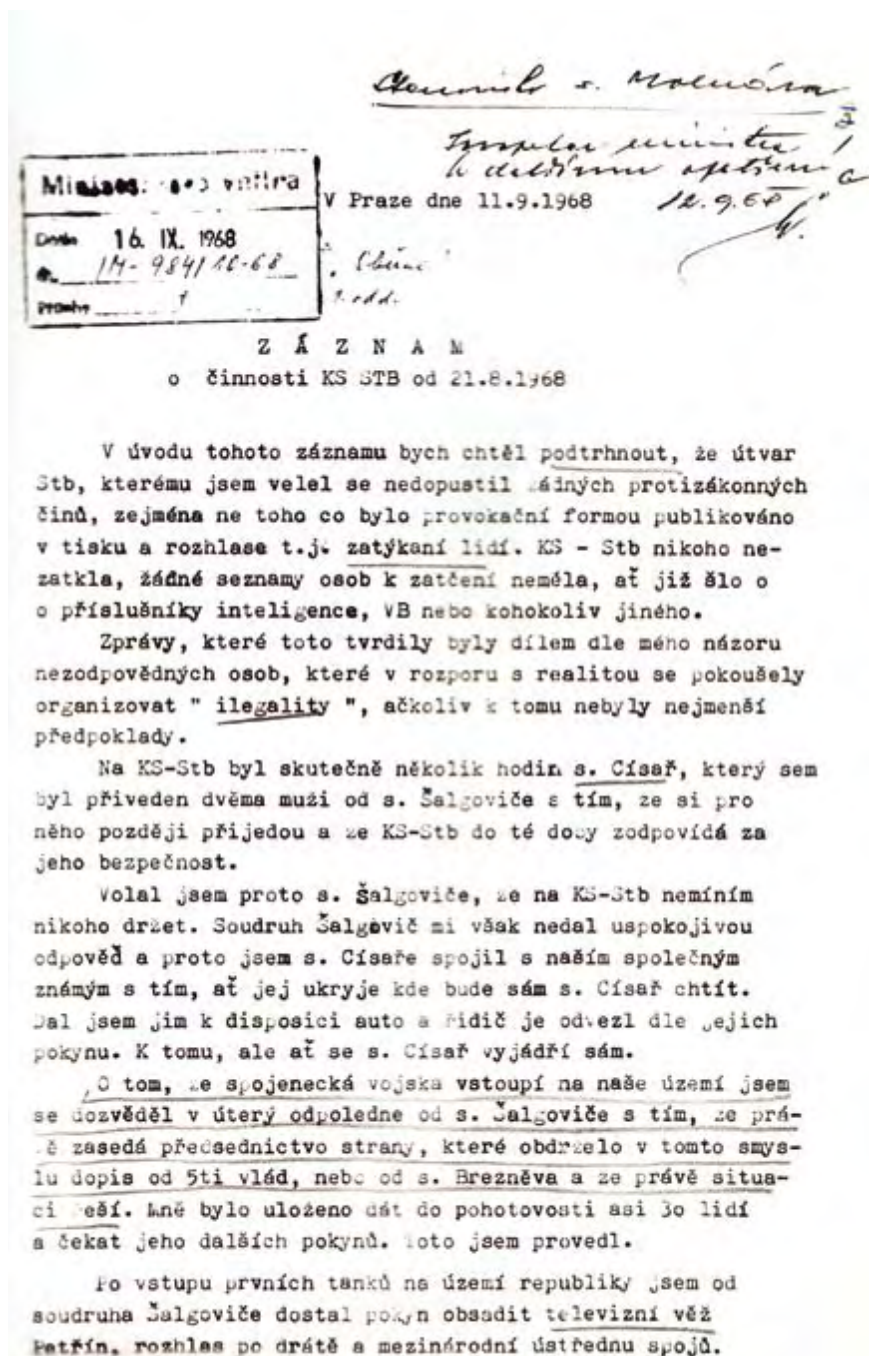 V Praze dne 11.9.1968
12.9.68
16. IX. 1968
Z Á Z N A M
o činnosti KS STB od 21.8.1968
V úvodu tohoto záznamu bych chtěl podtrhnout, že útvar
Stb, kterému jsem velel se nedopustil žádných protizákonných
činů, zejména ne toho co bylo provokační formou publikováno
v tisku a rozhlase t.j. zatýkaní lidí. KS - Stb nikoho ne-
zatkla, žádné seznamy osob k zatčení neměla, ať již šlo o
o příslušníky inteligence, VB nebo kohokoliv jiného.
Zprávy, které toto tvrdily byly dílem dle mého názoru
nezodpovědných osob, které v rozporu s realitou se pokoušely
organizovat " ilegality ", ačkoliv k tomu nebyly nejmenší
předpoklady.
Na KS-Stb byl skutečně několik hodin s. Císař, který sem
byl přiveden dvěma muži od s. Šalgoviče s tím, ze si pro
něho později přijedou a ze KS-Stb do té doby zodpovídá za
jeho bezpečnost.
Volal jsem proto s. Šalgoviče, ze na KS-Stb nemíním
nikoho držet. Soudruh Šalgovič mi však nedal uspokojivou
odpověď a proto jsem s. Císaře spojil s naším společným
známým s tím, ať jej ukryje kde bude sám s. Císař chtít.
Dal jsem jim k disposici auto a řidič je odvezl dle jejich
pokynu. K tomu, ale ať se s. Císař vyjádří sám.
O tom, ze spojenecká vojska vstoupí na naše území jsem
se dozvěděl v úterý odpoledne od s. Šalgoviče s tím, ze prá-
vě zasedá předsednictvo strany, které obdrzelo v tomto smys-
lu dopis od 5ti vlád, nebo od s. Brezněva a ze právě situa-
ci řeší. Mně bylo uloženo dát do pohotovosti asi 3o lidí
a čekat jeho dalších pokynů. Toto jsem provedl.
Po vstupu prvních tanků na území republiky jsem od
soudruha Šalgoviče dostal pokyn obsadit televizní věž
Petřín, rozhlas po drátě a mezinárodní ústřednu spojů.